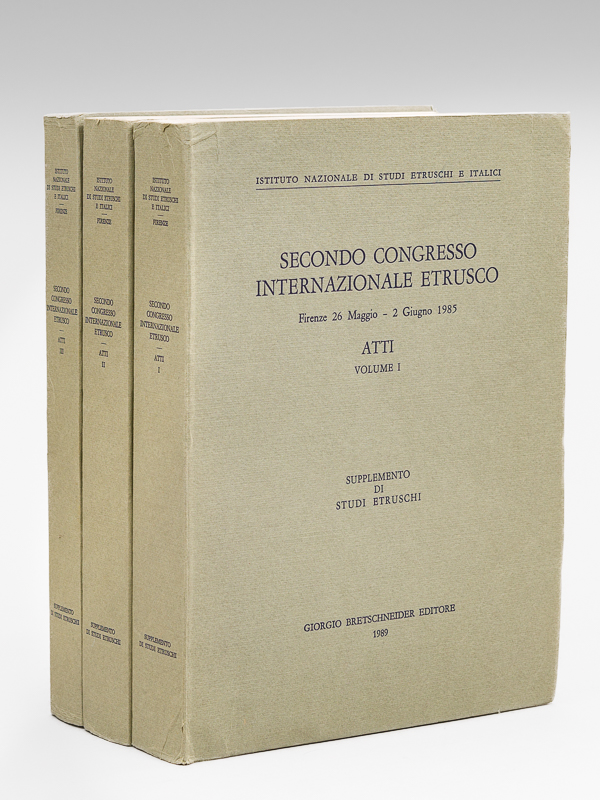 ISTITUTO
NAZIONALE
DI STUDI ETRUSCHI
E ITALICI
FIRENZE
SECONDO
CONGRESSO
INTERNAZIONALE
ETRUSCO
ATTI
III
SUPPLEMENTO
DI STUDI ETRUSCHI
ISTITUTO
NAZIONALE
DI STUDI ETRUSCHI
E ITALICI
FIRENZE
SECONDO
CONGRESSO
INTERNAZIONALE
ETRUSCO
ATTI
II
SUPPLEMENTO
DI STUDI ETRUSCHI
ISTITUTO
NAZIONALE
DI STUDI ETRUSCHI
E ITALICI
FIRENZE
SECONDO
CONGRESSO
INTERNAZIONALE
ETRUSCO
ATTI
I
SUPPLEMENTO
DI STUDI ETRUSCHI
ISTITUTO NAZIONALE DI STUDI ETRUSCHI E ITALICI
SECONDO CONGRESSO
INTERNAZIONALE ETRUSCO
Firenze 26 Maggio – 2 Giugno 1985
ATTI
VOLUME I
SUPPLEMENTO
DI
STUDI ETRUSCHI
GIORGIO BRETSCHNEIDER EDITORE
1989